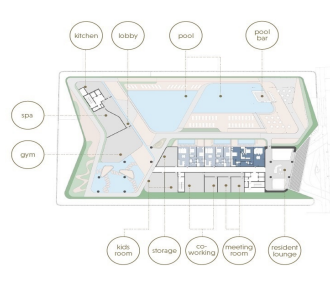 kitchen
lobby
pool
pool
bar
spa
gym
kids
room
storage
co-
working
meeting
room
resident
lounge